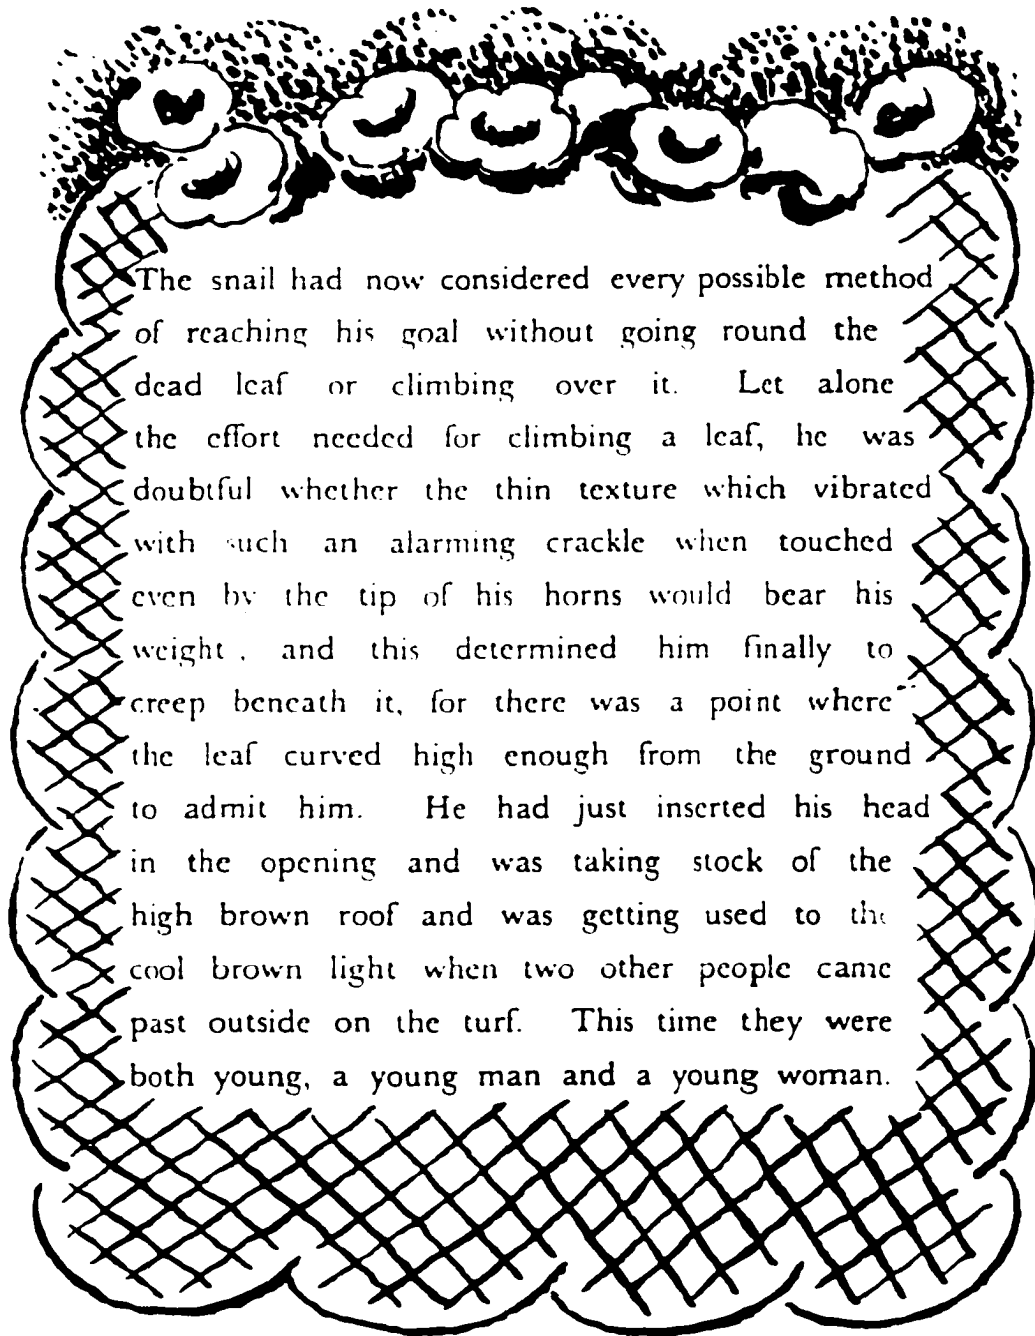 The snail had now considered every possible method
of reaching his goal without going round the
dead leaf or climbing over it. Let alone
the effort needed for climbing a leaf, he was
doubtful whether the thin texture which vibrated
with such an alarming crackle when touched
even by the tip of his horns would bear his
weight, and this determined him finally to
creep beneath it, for there was a point where
the leaf curved high enough from the ground
to admit him. He had just inserted his head
in the opening and was taking stock of the
high brown roof and was getting used to the
cool brown light when two other people came
past outside on the turf. This time they were
both young, a young man and a young woman.